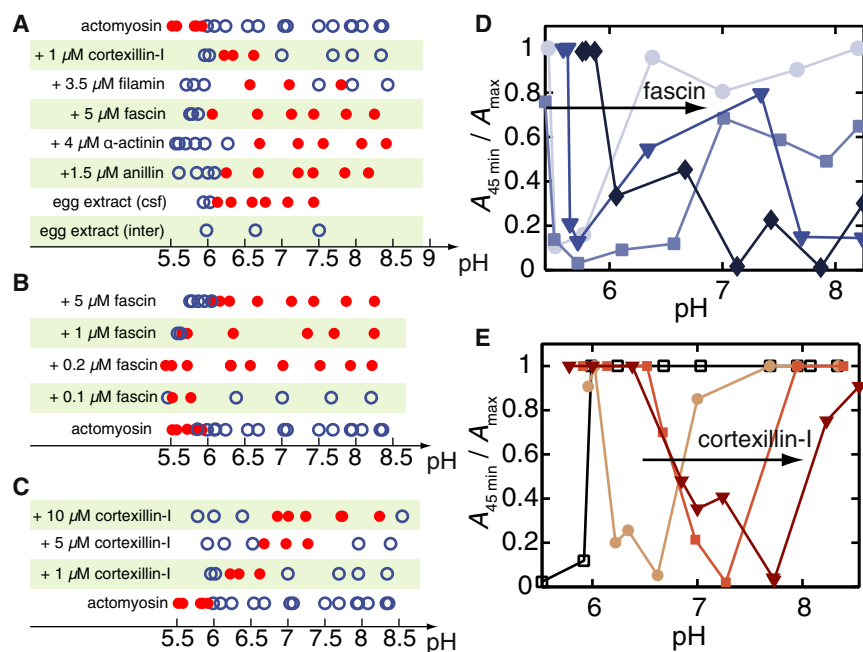 A
actomyosin
+ 1 µM cortexillin-I
+ 3.5 µM filamin
+ 5 µM fascin
+ 4 µM α-actinin
+1.5 µM anillin
egg extract (csf)
egg extract (inter)
5.5 6 6.5 7 7.5 8 8.5 9 pH
B
+ 5 µM fascin
+ 1 µM fascin
+ 0.2 µM fascin
+ 0.1 µM fascin
actomyosin
5.5 6 6.5 7 7.5 8 8.5 pH
C
+ 10 µM cortexillin-I
+ 5 µM cortexillin-I
+ 1 µM cortexillin-I
actomyosin
5.5 6 6.5 7 7.5 8 8.5 pH
D
A45 min / Amax
1
0.8
0.6
0.4
0.2
0
fascin
6 7 8
pH
E
A45 min / Amax
1
0.8
0.6
0.4
0.2
0
cortexillin-I
6 7 8
pH